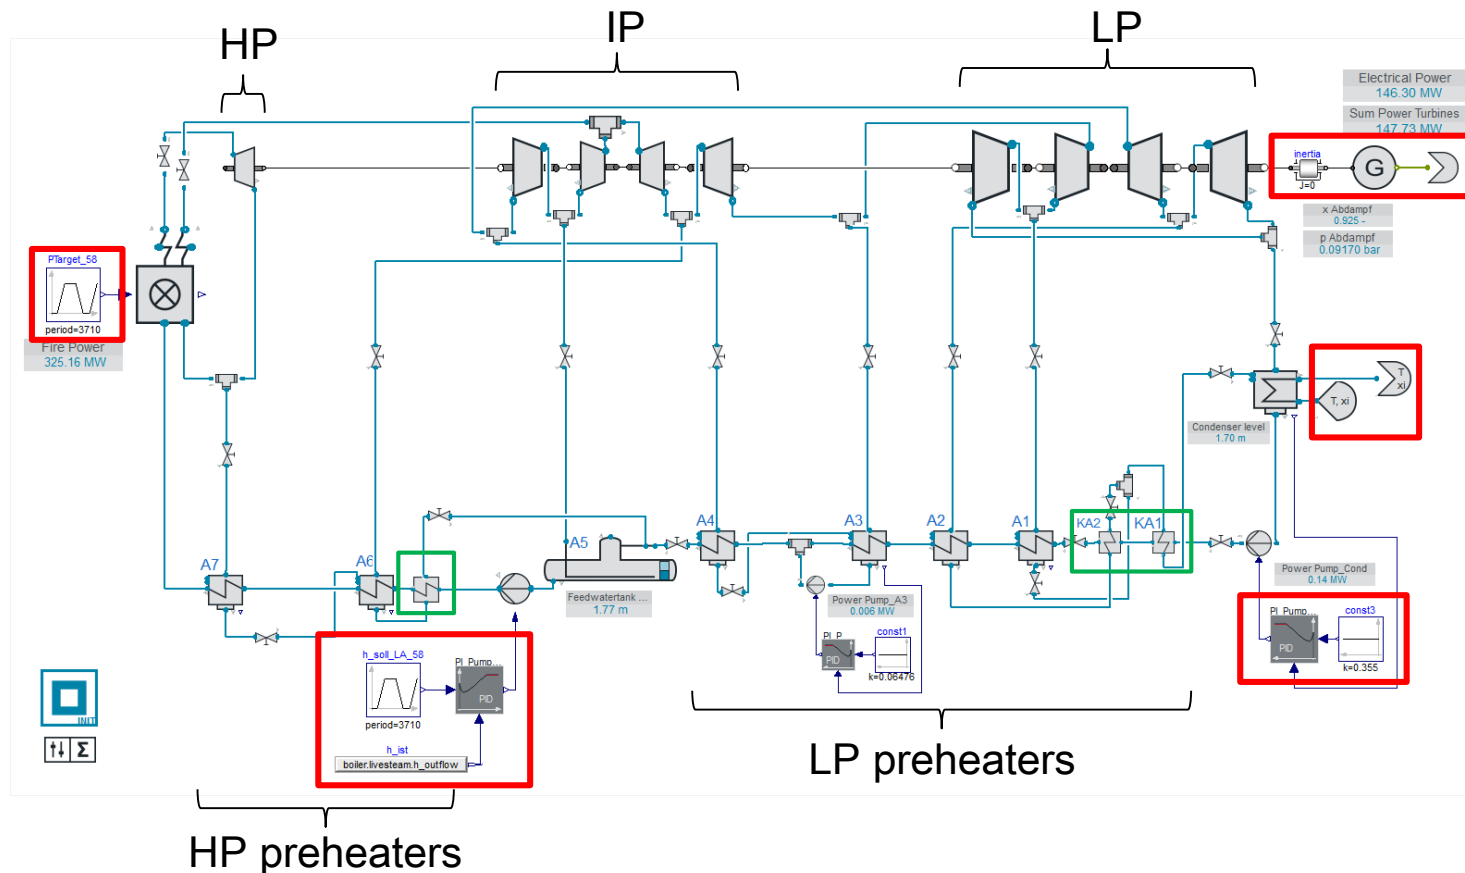 HP
IP
LP
Electrical Power
146.30 MW
Sum Power Turbines
147.73 MW
inertia
J=0
G
x Abdampf
0.925 -
p Abdampf
0.09170 bar
PTarget_58
period=3710
Fire Power
325.16 MW
T
xi
T, xi
Condenser level
1.70 m
A7
A6
A5
A4
A3
A2
A1
KA2
KA1
Feedwatertank ...
1.77 m
Power Pump_A3
0.006 MW
Power Pump_Cond
0.14 MW
PI_P
PID
const1
k=0.06476
PI_Pump...
PID
const3
k=0.355
h_soll_LA_58
period=3710
PI_Pump...
PID
h_ist
boiler.livesteam.h_outflow
INIT
Σ
LP preheaters
HP preheaters